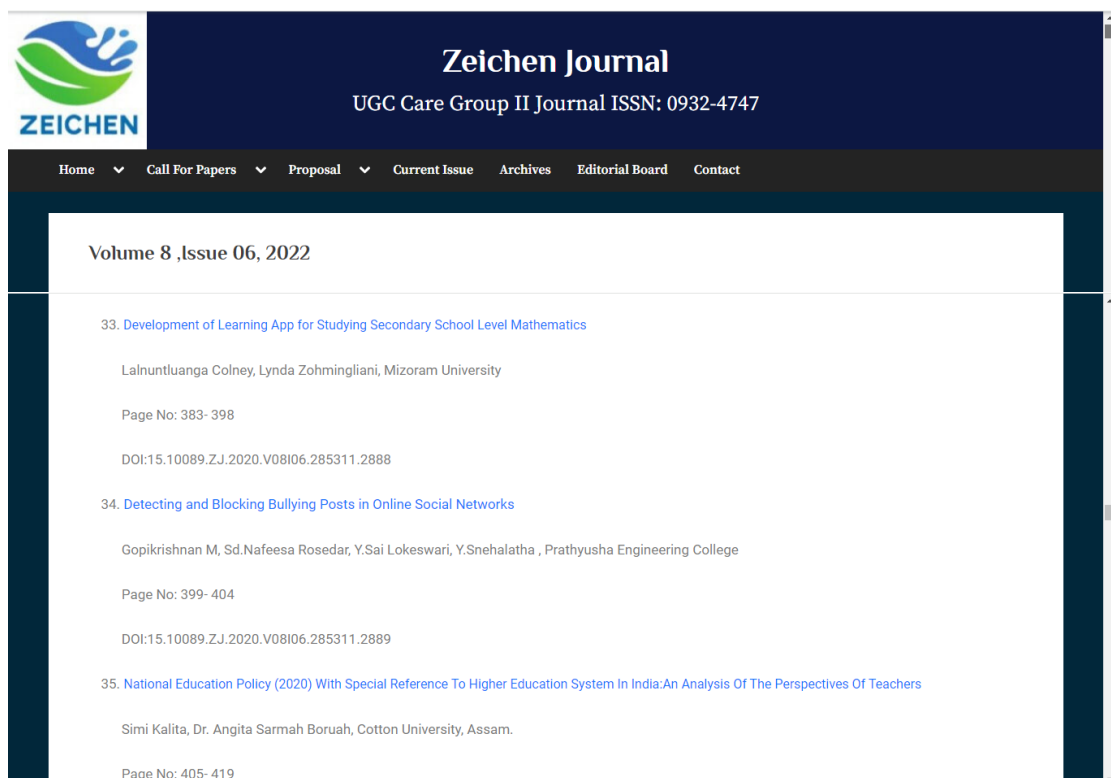 ZEICHEN
Zeichen Journal
UGC Care Group II Journal ISSN: 0932-4747
Home Call For Papers Proposal Current Issue Archives Editorial Board Contact
Volume 8 ,Issue 06, 2022
33. Development of Learning App for Studying Secondary School Level Mathematics
Lalnuntluanga Colney, Lynda Zohmingliani, Mizoram University
Page No: 383- 398
DOI:15.10089.ZJ.2020.V08I06.285311.2888
34. Detecting and Blocking Bullying Posts in Online Social Networks
Gopikrishnan M, Sd.Nafeesa Rosedar, Y.Sai Lokeswari, Y.Snehalatha , Prathyusha Engineering College
Page No: 399- 404
DOI:15.10089.ZJ.2020.V08I06.285311.2889
35. National Education Policy (2020) With Special Reference To Higher Education System In India:An Analysis Of The Perspectives Of Teachers
Simi Kalita, Dr. Angita Sarmah Boruah, Cotton University, Assam.
Page No: 405- 419